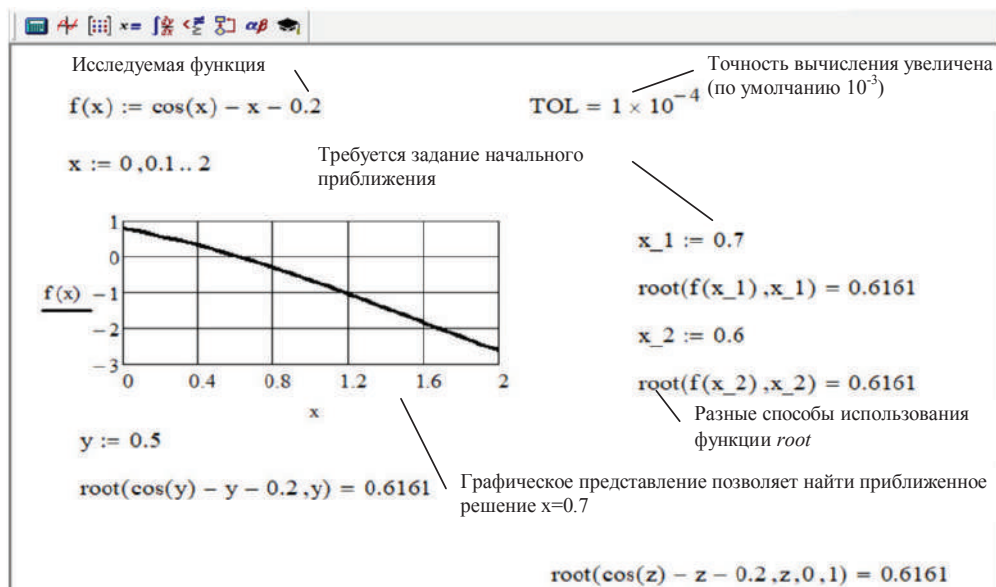 x=
αβ
Исследуемая функция
Точность вычисления увеличена
(по умолчанию 10⁻³)
f(x) := cos(x) − x − 0.2
TOL = 1 × 10⁻⁴
x := 0 ,0.1 .. 2
Требуется задание начального
приближения
1
0
−1
−2
−3
f(x)
0 0.4 0.8 1.2 1.6 2
x
x_1 := 0.7
root(f(x_1) ,x_1) = 0.6161
x_2 := 0.6
root(f(x_2) ,x_2) = 0.6161
Разные способы использования
функции root
y := 0.5
root(cos(y) − y − 0.2 ,y) = 0.6161
Графическое представление позволяет найти приближенное
решение x=0.7
root(cos(z) − z − 0.2 ,z ,0 ,1) = 0.6161